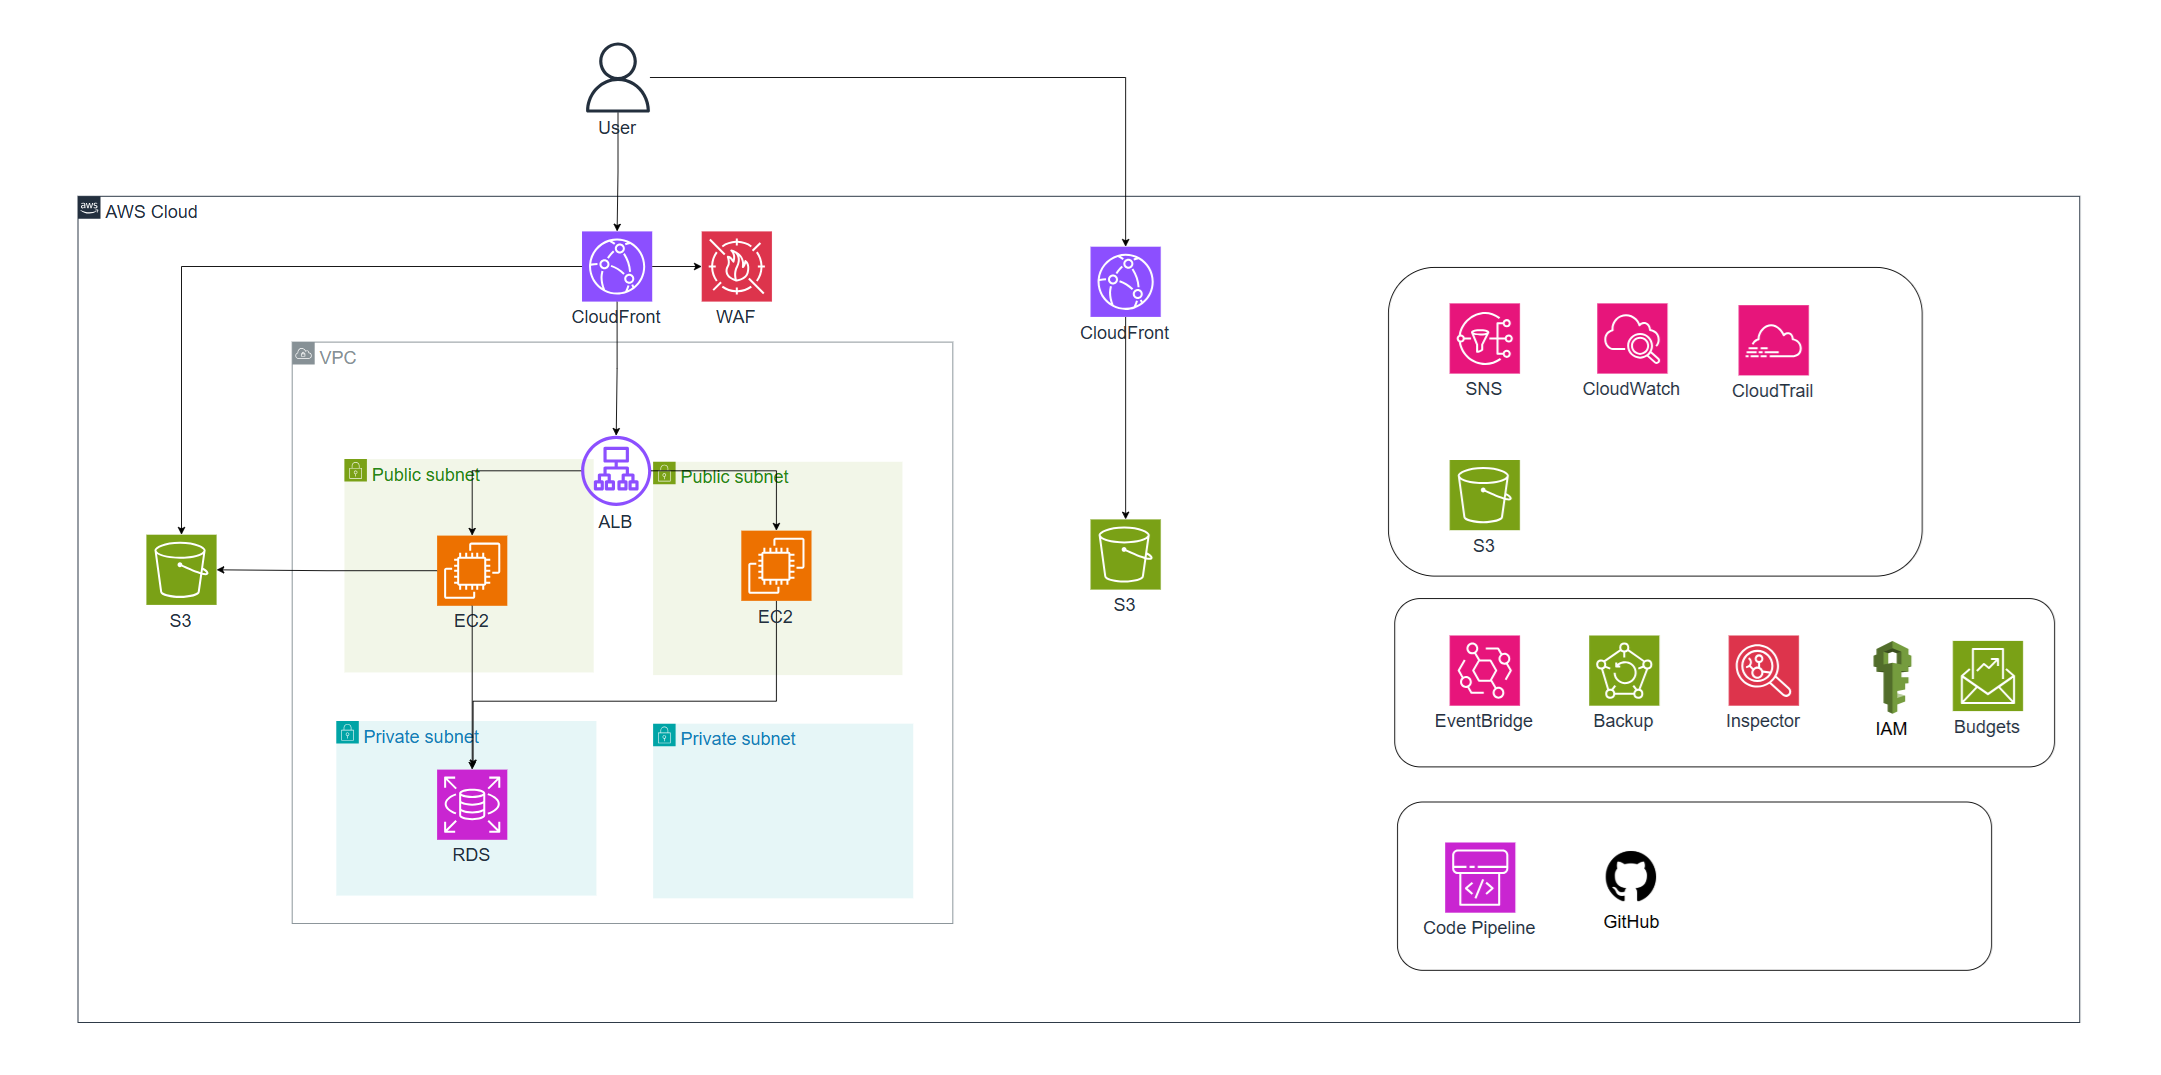 User
aws
AWS Cloud
CloudFront
WAF
CloudFront
VPC
SNS
CloudWatch
CloudTrail
Public subnet
Public subnet
ALB
S3
S3
EC2
EC2
S3
EventBridge
Backup
Inspector
IAM
Budgets
Private subnet
Private subnet
RDS
Code Pipeline
GitHub